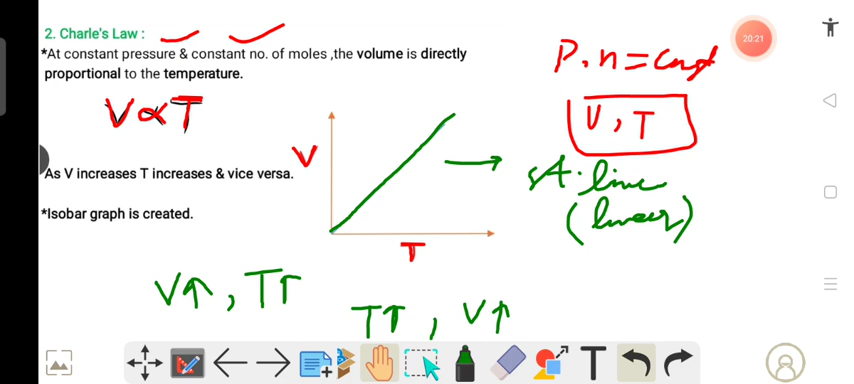 2. Charle's Law :
*At constant pressure & constant no. of moles ,the volume is directly
proportional to the temperature.
V∝T
P, n = const
V, T
V
As V increases T increases & vice versa.
*Isobar graph is created.
T
st. line
(linear)
V↑, T↑
T↑, V↑
20:21
T